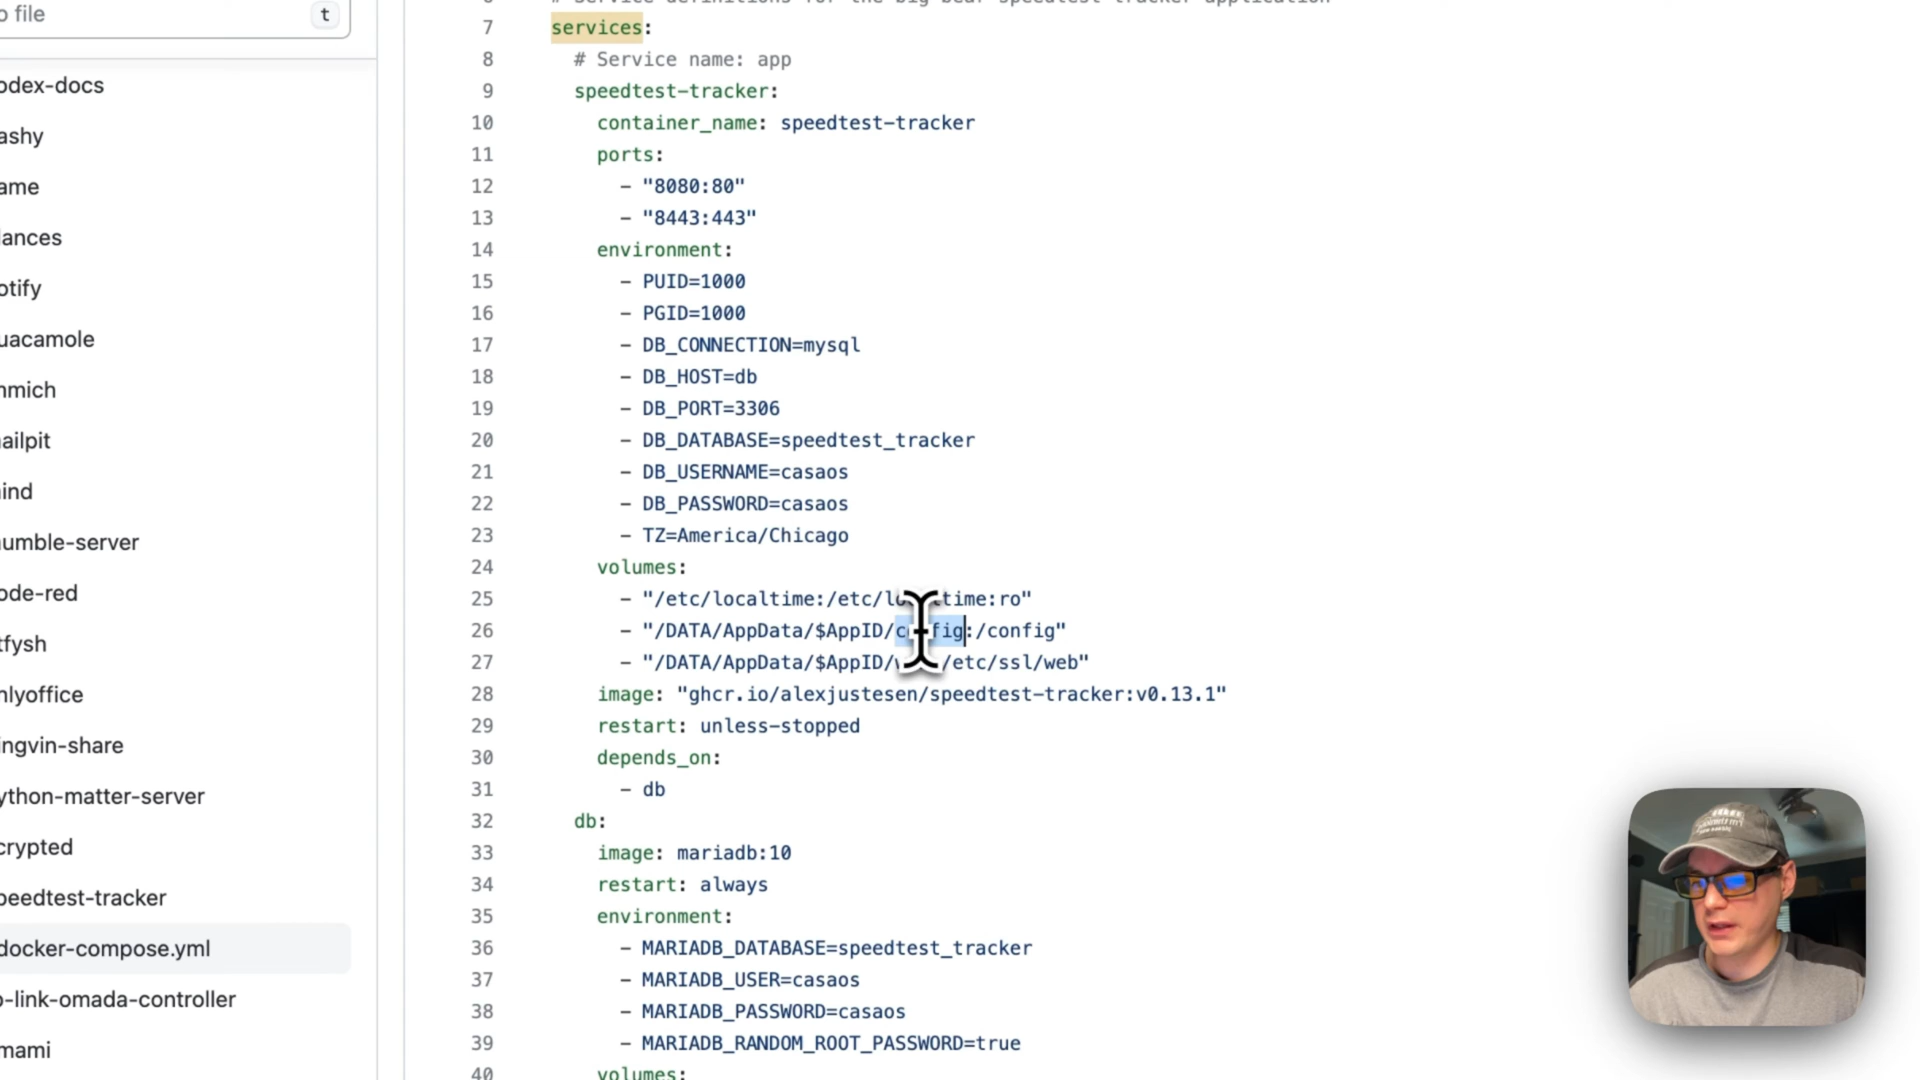 o file
t
odex-docs
ashy
ame
lances
otify
uacamole
nmich
ailpit
ind
umble-server
ode-red
tfysh
nlyoffice
ingvin-share
ython-matter-server
crypted
peedtest-tracker
docker-compose.yml
o-link-omada-controller
mami
7 services:
8 # Service name: app
9 speedtest-tracker:
10 container_name: speedtest-tracker
11 ports:
12 - "8080:80"
13 - "8443:443"
14 environment:
15 - PUID=1000
16 - PGID=1000
17 - DB_CONNECTION=mysql
18 - DB_HOST=db
19 - DB_PORT=3306
20 - DB_DATABASE=speedtest_tracker
21 - DB_USERNAME=casaos
22 - DB_PASSWORD=casaos
23 - TZ=America/Chicago
24 volumes:
25 - "/etc/localtime:/etc/localtime:ro"
26 - "/DATA/AppData/$AppID/config:/config"
27 - "/DATA/AppData/$AppID/ /etc/ssl/web"
28 image: "ghcr.io/alexjustesen/speedtest-tracker:v0.13.1"
29 restart: unless-stopped
30 depends_on:
31 - db
32 db:
33 image: mariadb:10
34 restart: always
35 environment:
36 - MARIADB_DATABASE=speedtest_tracker
37 - MARIADB_USER=casaos
38 - MARIADB_PASSWORD=casaos
39 - MARIADB_RANDOM_ROOT_PASSWORD=true
40 volumes: